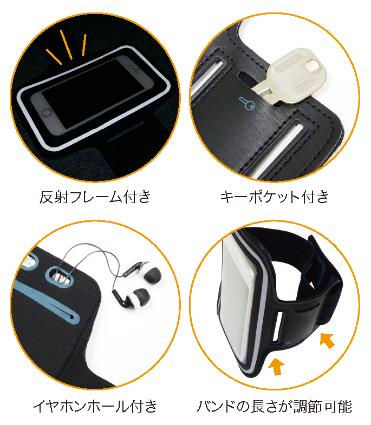 反射フレーム付き
キーポケット付き
イヤホンホール付き
バンドの長さが調節可能